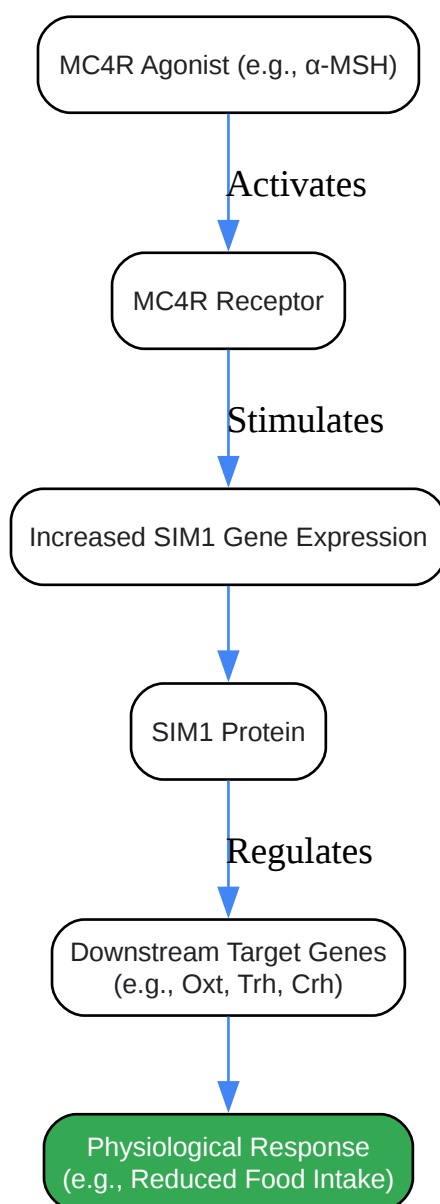 MC4R Agonist (e.g., α-MSH)
Activates
MC4R Receptor
Stimulates
Increased SIM1 Gene Expression
SIM1 Protein
Regulates
Downstream Target Genes
(e.g., Oxt, Trh, Crh)
Physiological Response
(e.g., Reduced Food Intake)